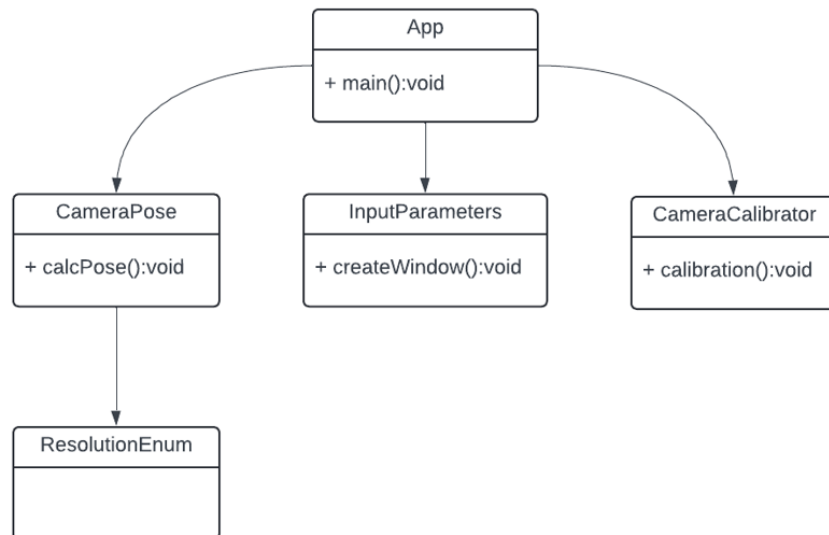 App
+ main():void
CameraPose
+ calcPose():void
InputParameters
+ createWindow():void
CameraCalibrator
+ calibration():void
ResolutionEnum